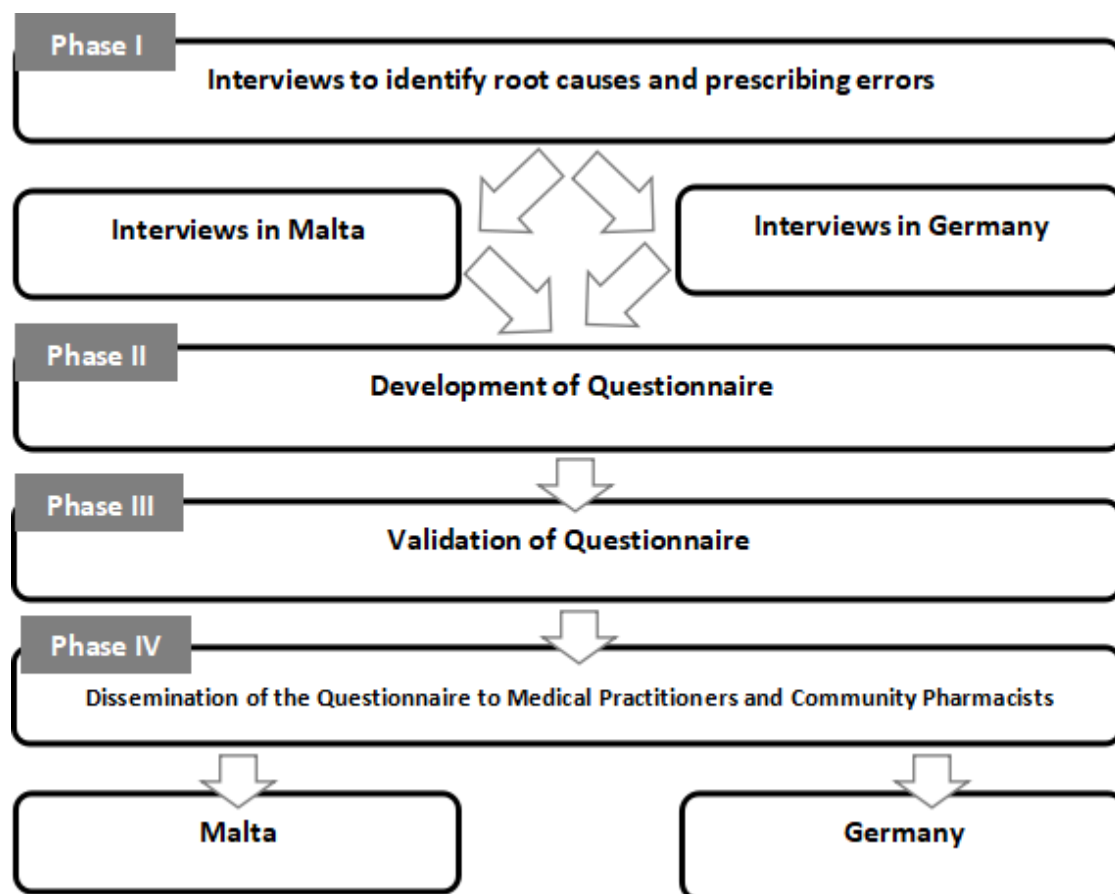 Phase I
Interviews to identify root causes and prescribing errors
Interviews in Malta
Interviews in Germany
Phase II
Development of Questionnaire
Phase III
Validation of Questionnaire
Phase IV
Dissemination of the Questionnaire to Medical Practitioners and Community Pharmacists
Malta
Germany